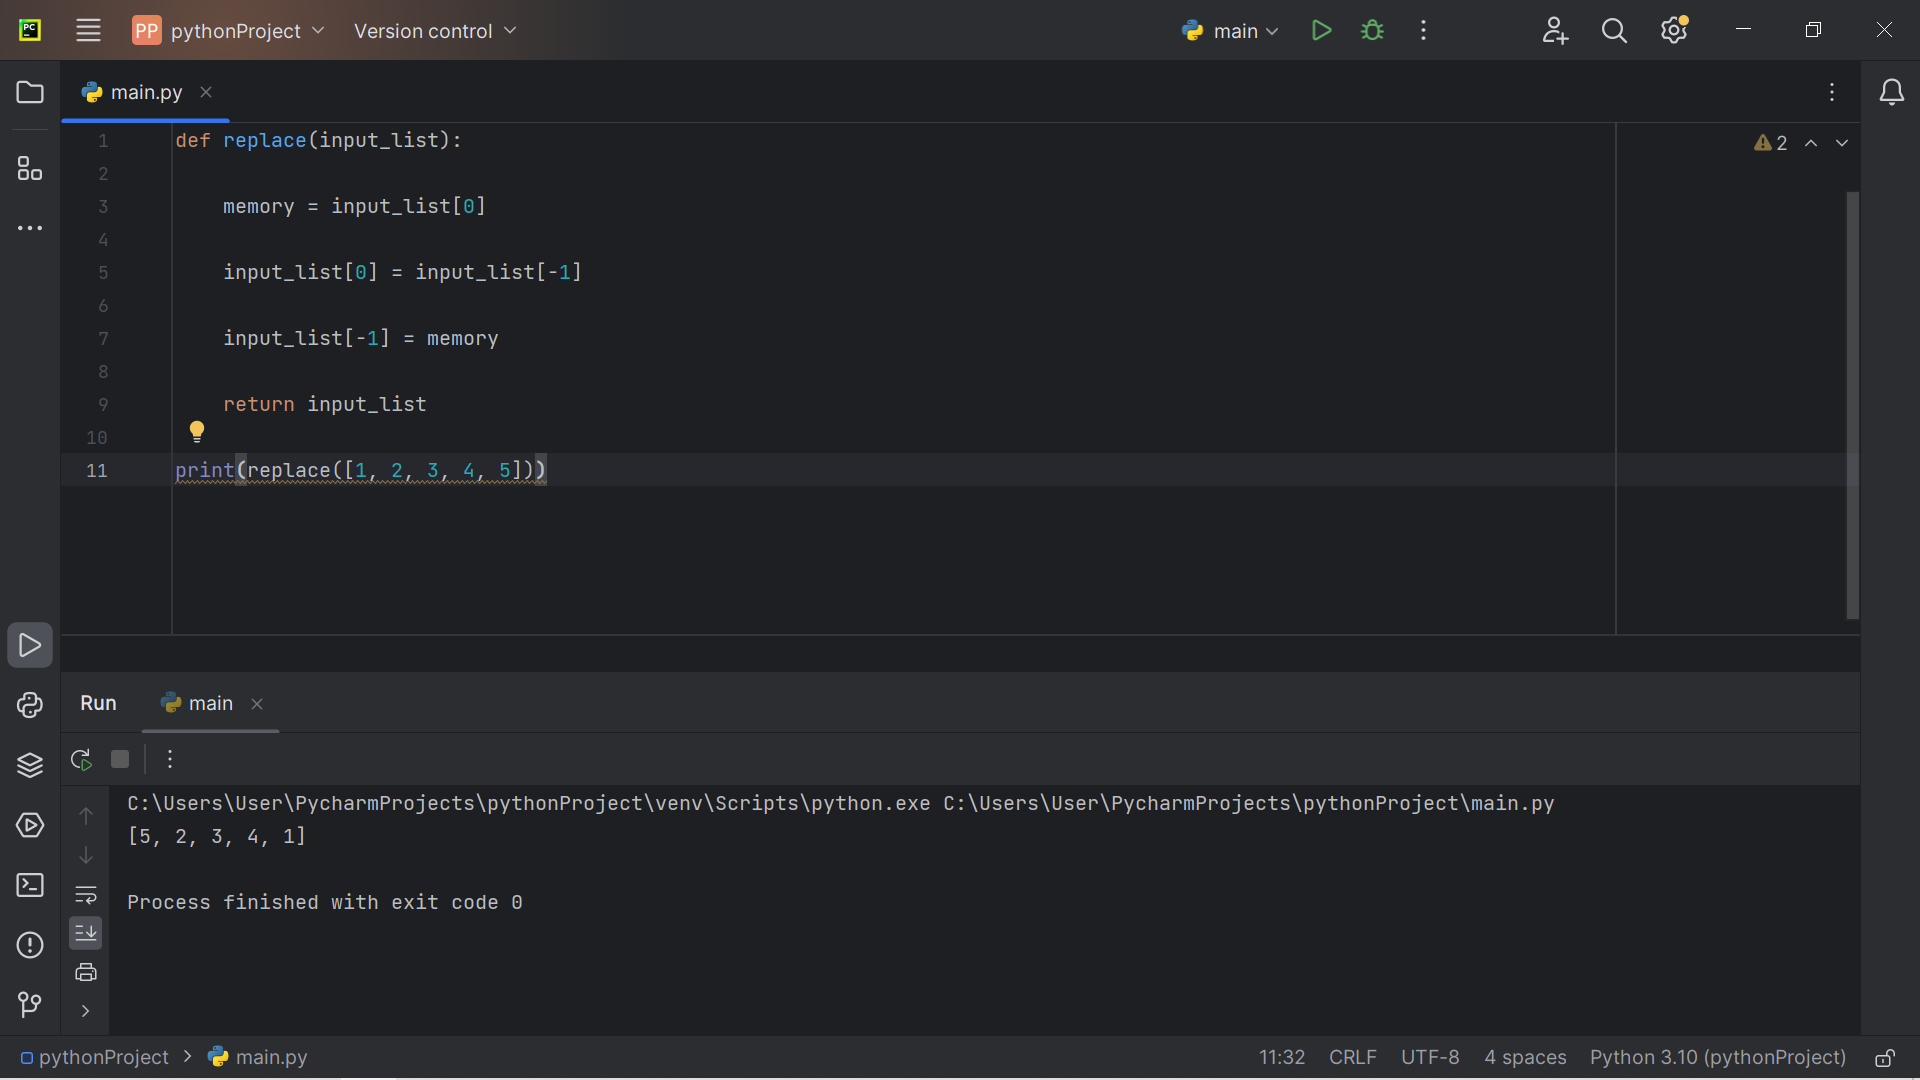 PC
PP pythonProject Version control main
main.py
2
1 def replace(input_list):
2
3 memory = input_list[0]
4
5 input_list[0] = input_list[-1]
6
7 input_list[-1] = memory
8
9 return input_list
10
11 print(replace([1, 2, 3, 4, 5]))
Run main
C:\Users\User\PycharmProjects\pythonProject\venv\Scripts\python.exe C:\Users\User\PycharmProjects\pythonProject\main.py
[5, 2, 3, 4, 1]
Process finished with exit code 0
pythonProject main.py 11:32 CRLF UTF-8 4 spaces Python 3.10 (pythonProject)